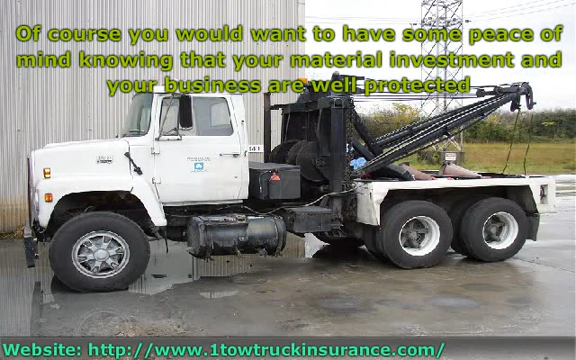 Of course you would want to have some peace of
mind knowing that your material investment and
your business are well protected
Website: http://www.1towtruckinsurance.com/